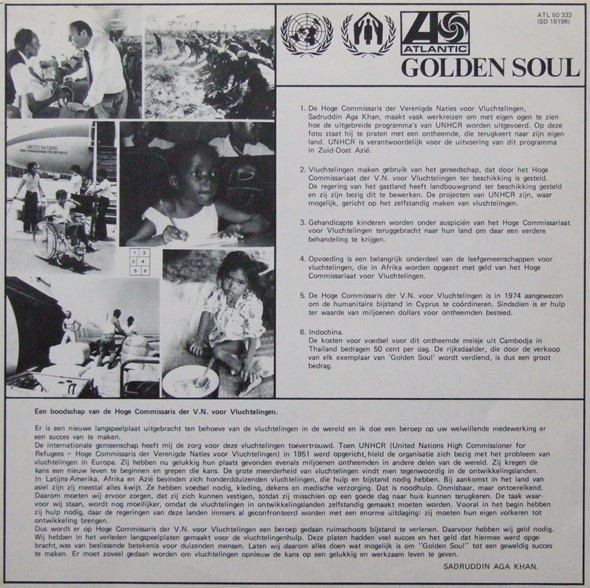 ATL 50 332
(SD 18198)
ATLANTIC
GOLDEN SOUL
UNITED NATIONS
1 2
3 4
5 6
1. De Hoge Commissaris der Verenigde Naties voor Vluchtelingen,
Sadruddin Aga Khan, maakt vaak werkreizen om met eigen ogen te zien
hoe de uitgebreide programma's van UNHCR worden uitgevoerd. Op deze
foto staat hij te praten met een ontheemde, die terugkeert naar zijn eigen
land. UNHCR is verantwoordelijk voor de uitvoering van dit programma
in Zuid-Oost Azië.
2. Vluchtelingen maken gebruik van het gereedschap, dat door het Hoge
Commissariaat der V.N. voor Vluchtelingen ter beschikking is gesteld.
De regering van het gastland heeft landbouwgrond ter beschikking gesteld
en zij zijn bezig dit te bewerken. De projecten van UNHCR zijn, waar
mogelijk, gericht op het zelfstandig maken van vluchtelingen.
3. Gehandicapte kinderen worden onder auspiciën van het Hoge Commissariaat
voor Vluchtelingen teruggebracht naar hun land om daar een verdere
behandeling te krijgen.
4. Opvoeding is een belangrijk onderdeel van de leefgemeenschappen voor
vluchtelingen, die in Afrika worden opgezet met geld van het Hoge
Commissariaat voor Vluchtelingen.
5. De Hoge Commissaris der V.N. voor Vluchtelingen is in 1974 aangewezen
om de humanitaire bijstand in Cyprus te coördineren. Sindsdien is er hulp
ter waarde van miljoenen dollars voor ontheemden besteed.
6. Indochina.
De kosten voor voedsel voor dit ontheemde meisje uit Cambodja in
Thailand bedragen 50 cent per dag. De rijksdaalder, die door de verkoop
van elk exemplaar van 'Golden Soul' wordt verdiend, is dus een groot
bedrag.
Een boodschap van de Hoge Commissaris der V.N. voor Vluchtelingen.
Er is een nieuwe langspeelplaat uitgebracht ten behoeve van de vluchtelingen in de wereld en ik doe een beroep op uw welwillende medewerking er
een succes van te maken.
De internationale gemeenschap heeft mij de zorg voor deze vluchtelingen toevertrouwd. Toen UNHCR (United Nations High Commissioner for
Refugees – Hoge Commissaris der Verenigde Naties voor Vluchtelingen) in 1951 werd opgericht, hield de organisatie zich bezig met het probleem van
vluchtelingen in Europa. Zij hebben nu gelukkig hun plaats gevonden evenals miljoenen ontheemden in andere delen van de wereld. Zij kregen de
kans een nieuw leven te beginnen en grepen die kans. De grote meerderheid van vluchtelingen vindt men tegenwoordig in de ontwikkelingslanden.
In Latijns-Amerika, Afrika en Azië bevinden zich honderdduizenden vluchtelingen, die hulp en bijstand nodig hebben. Bij aankomst in het land van
asiel zijn zij meestal alles kwijt. Ze hebben voedsel nodig, kleding, dekens en medische verzorging. Dat is noodhulp. Onmisbaar, maar ontoereikend.
Daarom moeten wij ervoor zorgen, dat zij zich kunnen vestigen, totdat zij misschien op een goede dag naar huis kunnen terugkeren. De taak waar-
voor wij staan, wordt nog moeilijker, omdat de vluchtelingen in ontwikkelingslanden zelfstandig gemaakt moeten worden. Vooral in het begin hebben
zij hulp nodig, daar de regeringen van deze landen immers al geconfronteerd worden met een enorme uitdaging: zij moeten hun eigen volkeren tot
ontwikkeling brengen.
Dus wordt er op Hoge Commissaris der V.N. voor Vluchtelingen een beroep gedaan ruimschoots bijstand te verlenen. Daarvoor hebben wij geld nodig.
Wij hebben in het verleden langspeelplaten gemaakt voor de vluchtelingenhulp. Deze platen hadden veel succes en het geld dat hiermee werd opge-
bracht, was van beslissende betekenis voor duizenden mensen. Laten wij daarom alles doen wat mogelijk is om "Golden Soul" tot een geweldig succes
te maken. Er moet zoveel gedaan worden om vluchtelingen opnieuw de kans op een gelukkig en werkzaam leven te geven.
SADRUDDIN AGA KHAN.